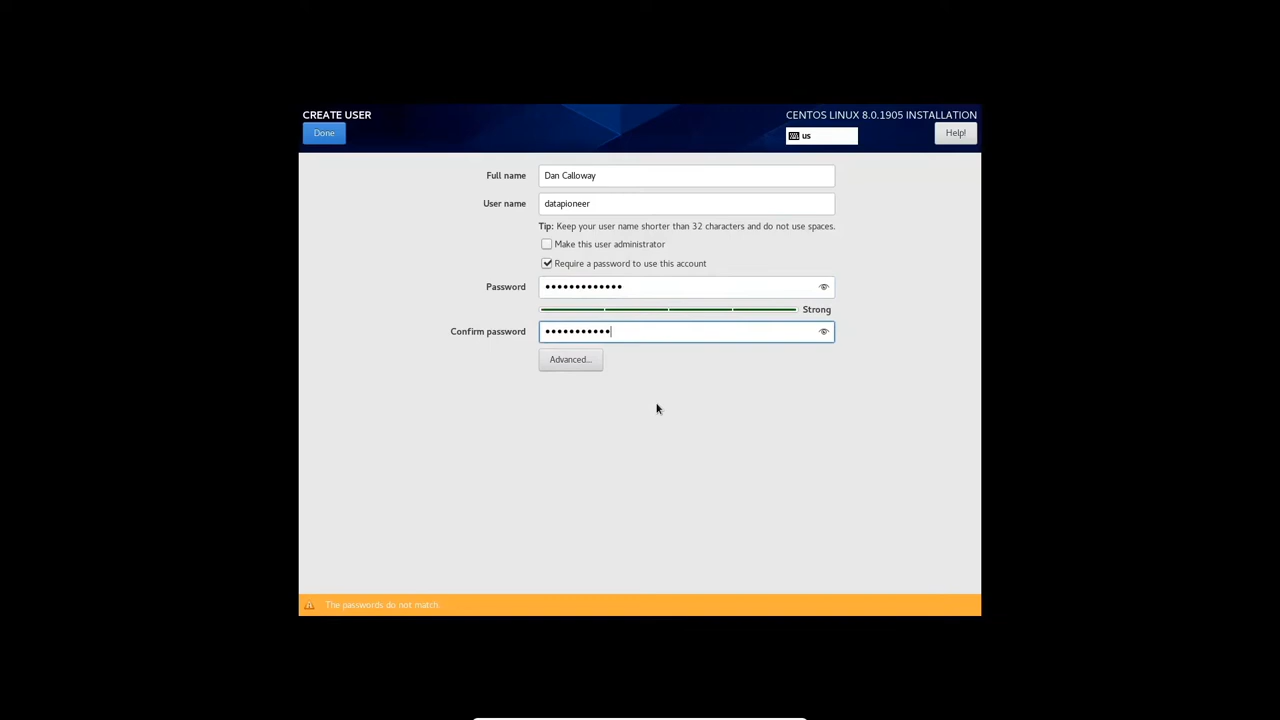 CREATE USER
CENTOS LINUX 8.0.1905 INSTALLATION
Done
us
Help!
Full name
Dan Calloway
User name
datapioneer
Tip: Keep your user name shorter than 32 characters and do not use spaces.
Make this user administrator
Require a password to use this account
Password
•••••••••••••
Strong
Confirm password
•••••••••••
Advanced...
The passwords do not match.